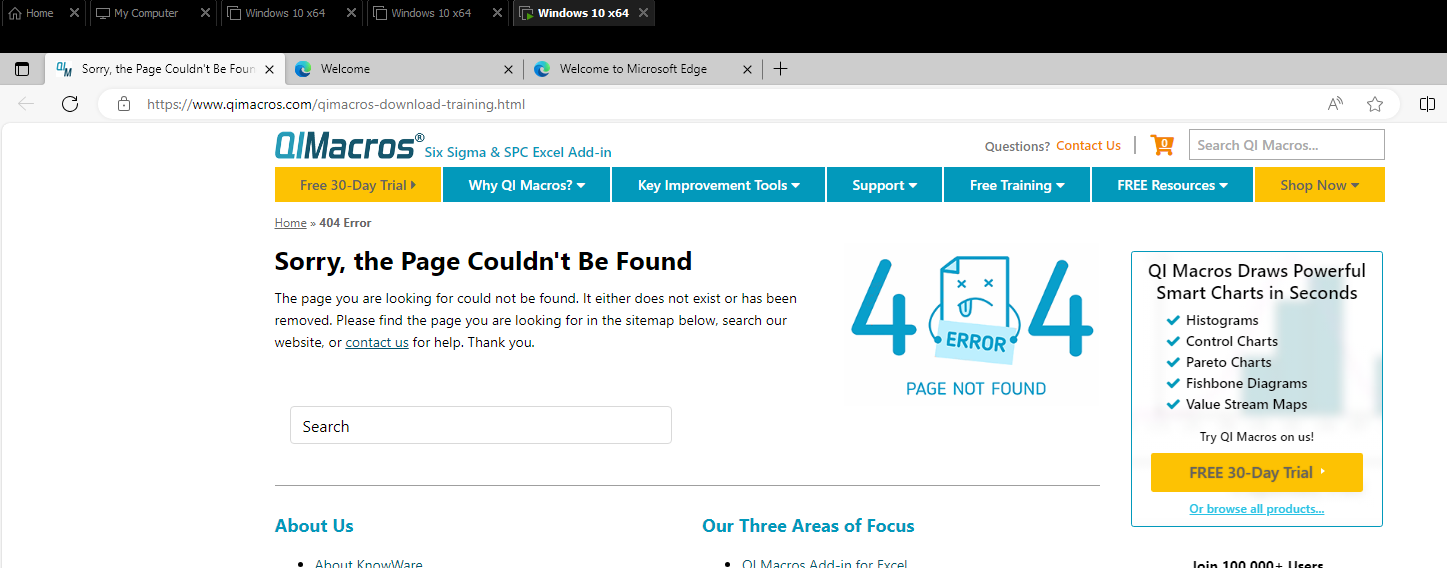 Home
My Computer
Windows 10 x64
Windows 10 x64
Windows 10 x64
Sorry, the Page Couldn't Be Foun
Welcome
Welcome to Microsoft Edge
https://www.qimacros.com/qimacros-download-training.html
QIMacros® Six Sigma & SPC Excel Add-in
Questions? Contact Us
0
Search QI Macros...
Free 30-Day Trial
Why QI Macros?
Key Improvement Tools
Support
Free Training
FREE Resources
Shop Now
Home » 404 Error
Sorry, the Page Couldn't Be Found
The page you are looking for could not be found. It either does not exist or has been
removed. Please find the page you are looking for in the sitemap below, search our
website, or contact us for help. Thank you.
Search
4 4
ERROR
PAGE NOT FOUND
QI Macros Draws Powerful
Smart Charts in Seconds
Histograms
Control Charts
Pareto Charts
Fishbone Diagrams
Value Stream Maps
Try QI Macros on us!
FREE 30-Day Trial
Or browse all products...
About Us
About KnowWare
Our Three Areas of Focus
QI Macros Add-in for Excel
Join 100,000+ Users